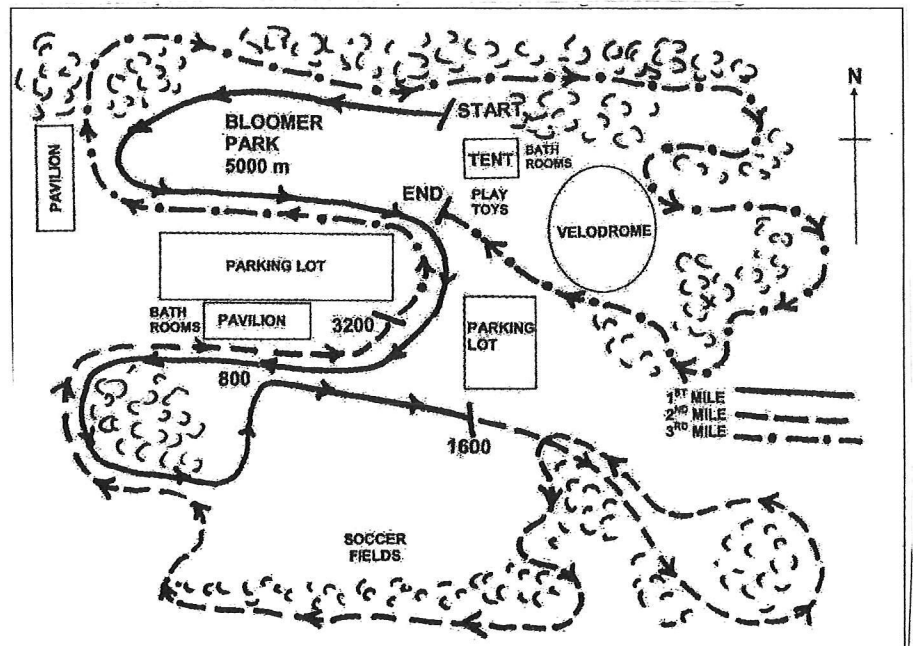 N
START
BLOOMER
PARK
5000 m
TENT
BATH
ROOMS
PAVILION
END
PLAY
TOYS
VELODROME
PARKING LOT
BATH
ROOMS
PAVILION
3200
PARKING
LOT
800
1ST MILE
2ND MILE
3RD MILE
1600
SOCCER
FIELDS